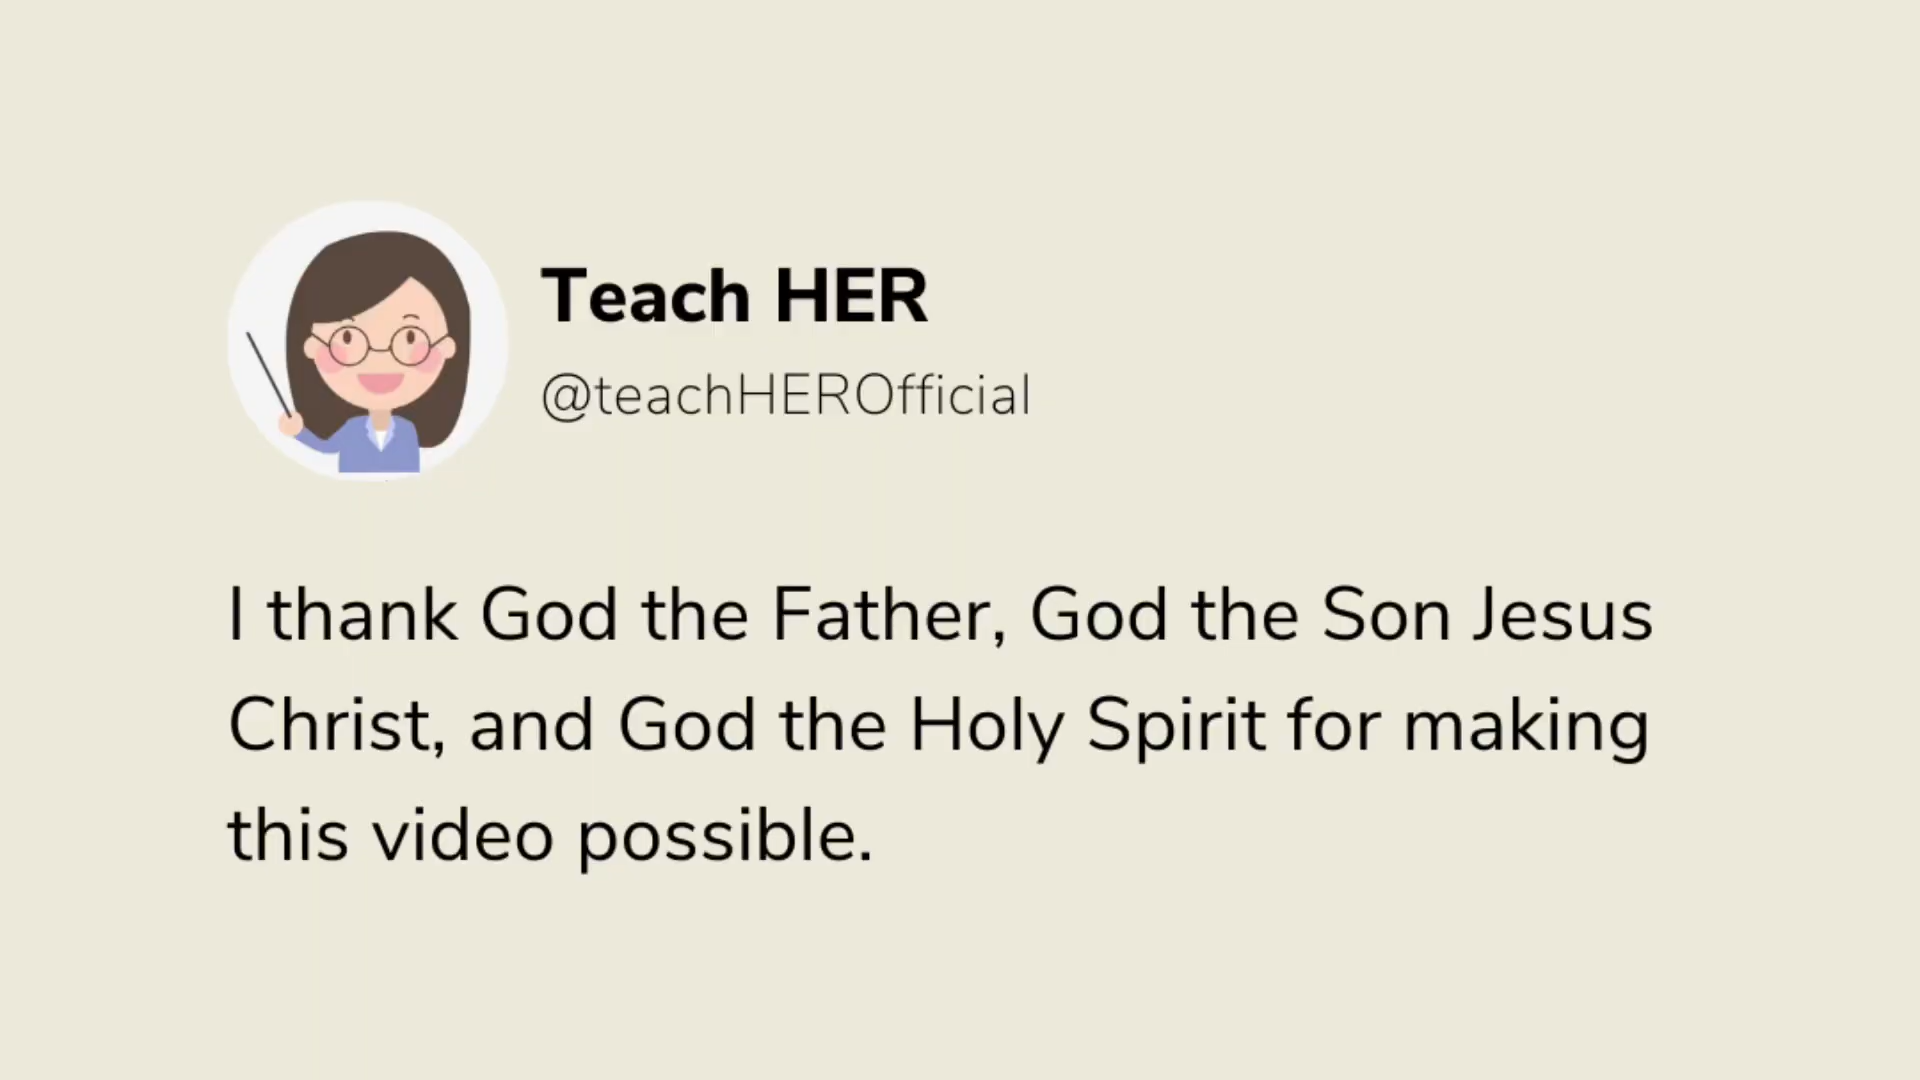 Teach HER
@teachHEROfficial
I thank God the Father, God the Son Jesus
Christ, and God the Holy Spirit for making
this video possible.